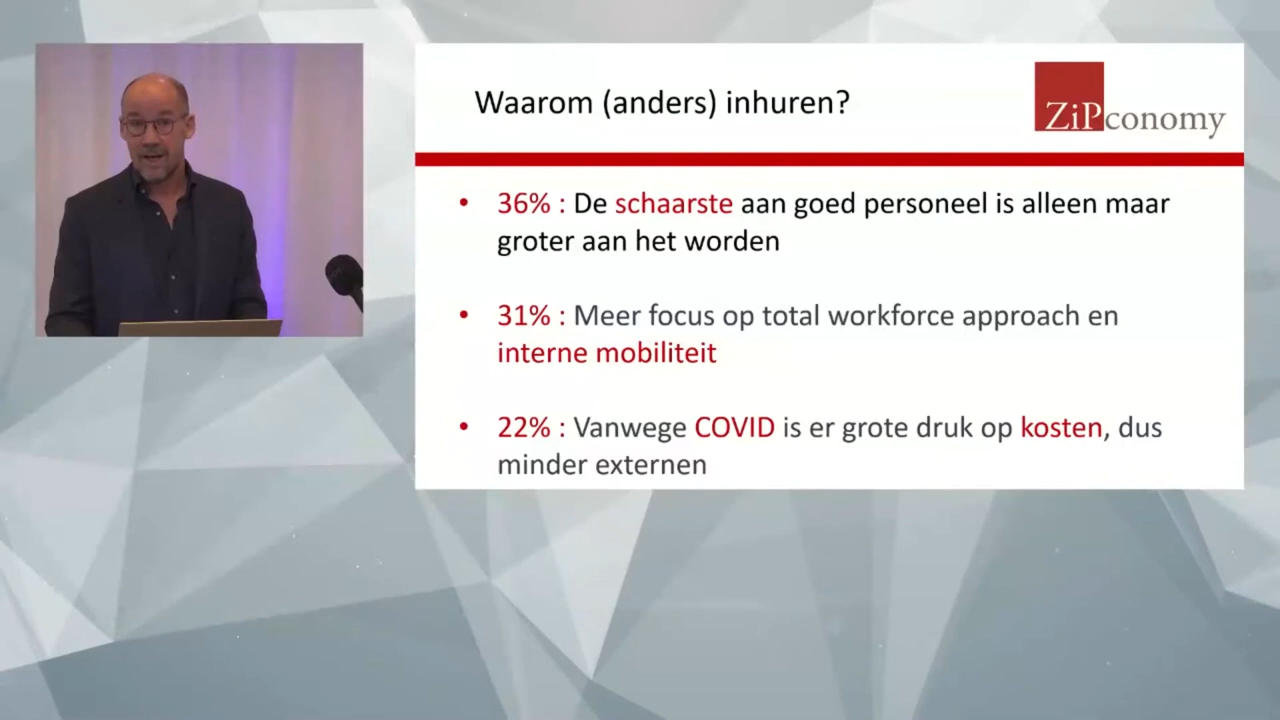 Waarom (anders) inhuren?
ZiPconomy
• 36% : De schaarste aan goed personeel is alleen maar
groter aan het worden
• 31% : Meer focus op total workforce approach en
interne mobiliteit
• 22% : Vanwege COVID is er grote druk op kosten, dus
minder externen